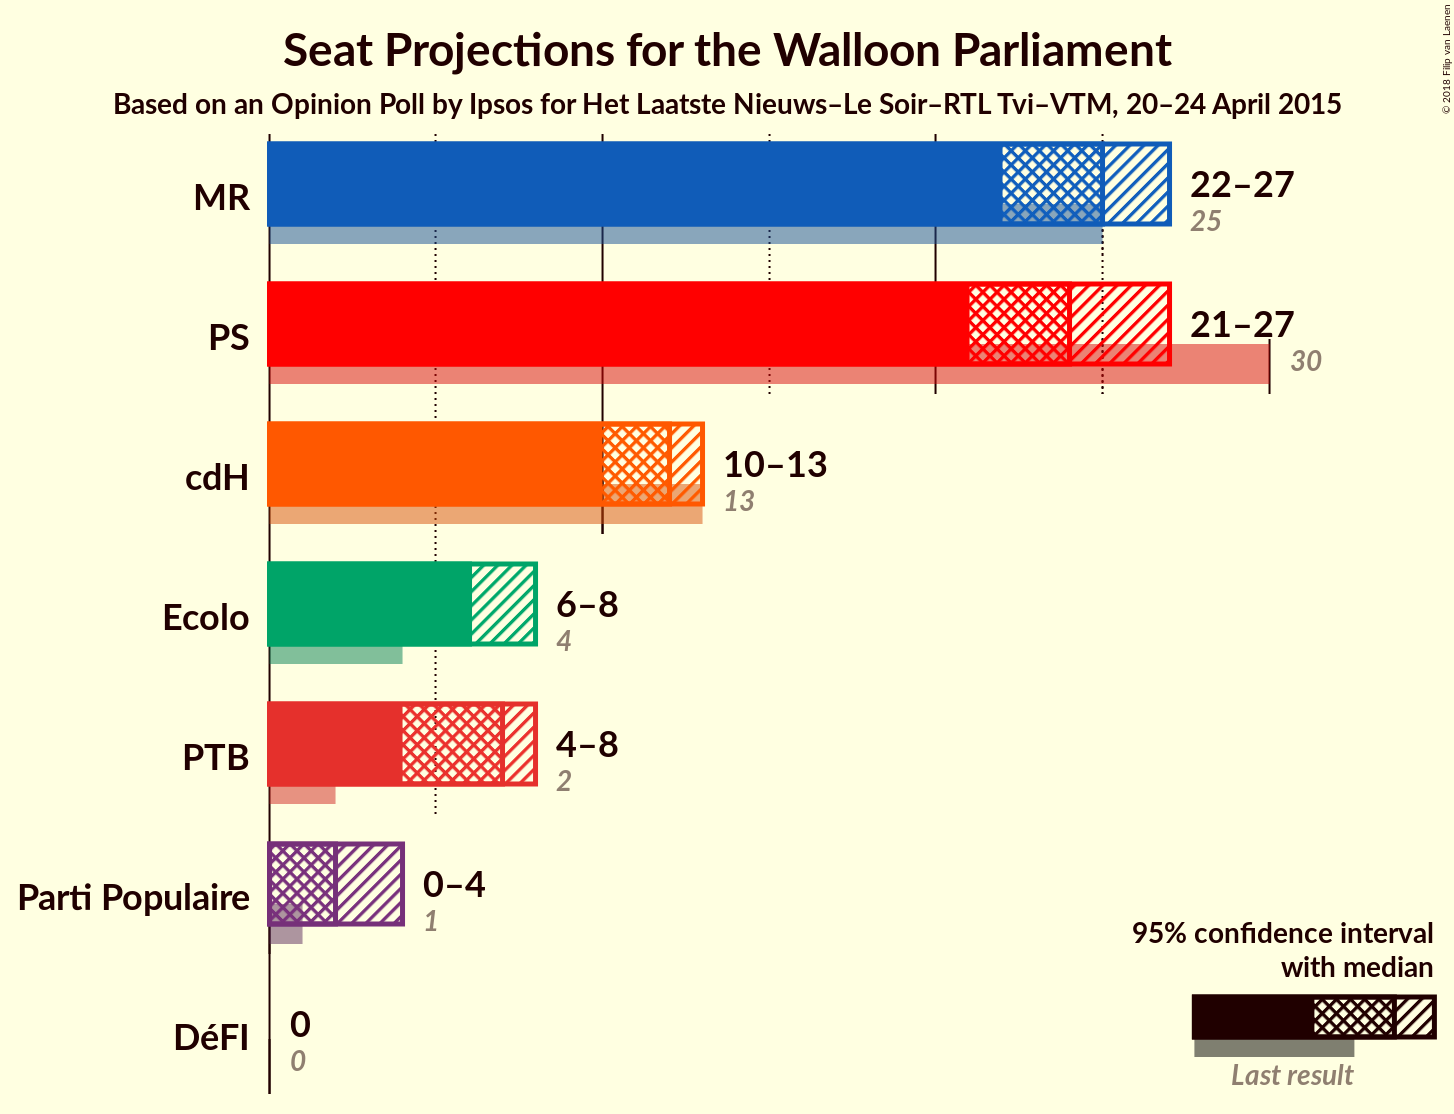 Seat Projections for the Walloon Parliament
Based on an Opinion Poll by Ipsos for Het Laatste Nieuws–Le Soir–RTL Tvi–VTM, 20–24 April 2015
© 2018 Filip van Laenen
MR
22–27
25
PS
21–27
30
cdH
10–13
13
Ecolo
6–8
4
PTB
4–8
2
Parti Populaire
0–4
1
DéFI
0
0
95% confidence interval
with median
Last result